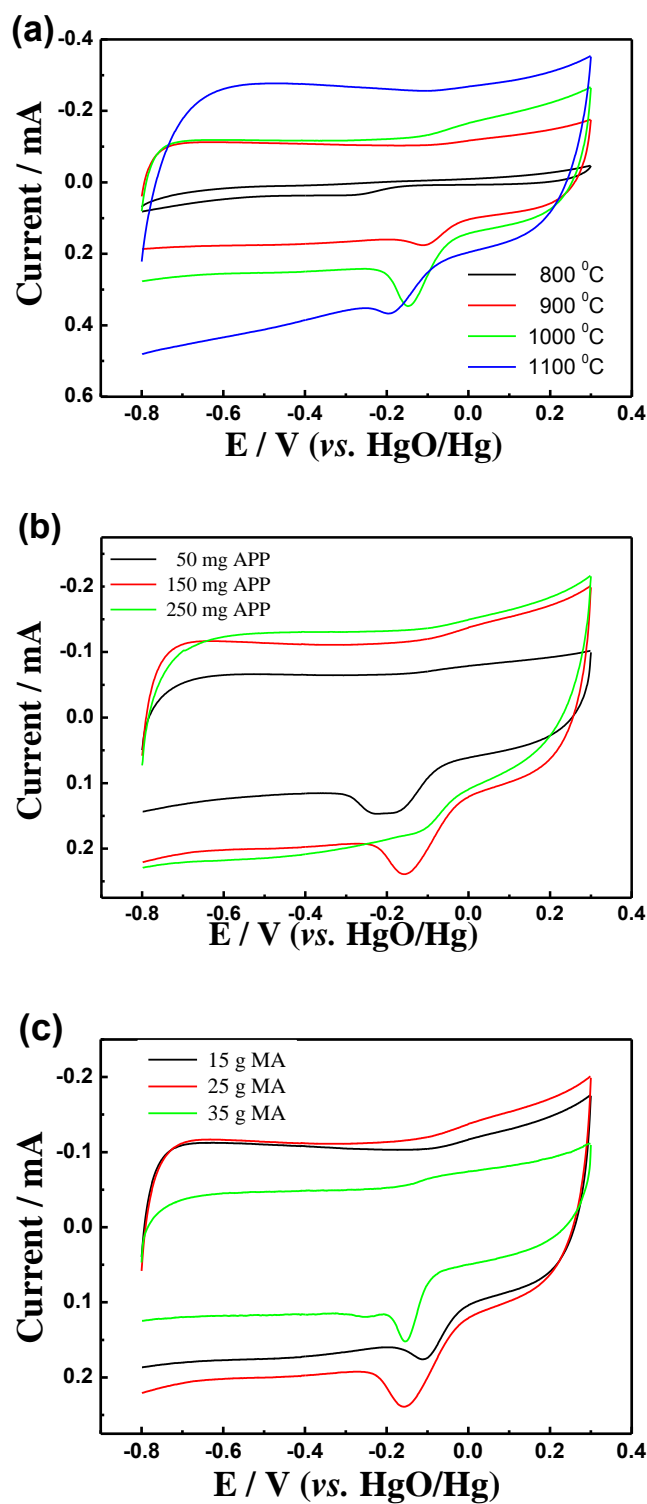 (a)
-0.4
-0.2
0.0
0.2
0.4
0.6
Current / mA
800 ⁰C
900 ⁰C
1000 ⁰C
1100 ⁰C
-0.8 -0.6 -0.4 -0.2 0.0 0.2 0.4
E / V (vs. HgO/Hg)
(b)
-0.2
-0.1
0.0
0.1
0.2
Current / mA
50 mg APP
150 mg APP
250 mg APP
-0.8 -0.6 -0.4 -0.2 0.0 0.2 0.4
E / V (vs. HgO/Hg)
(c)
-0.2
-0.1
0.0
0.1
0.2
Current / mA
15 g MA
25 g MA
35 g MA
-0.8 -0.6 -0.4 -0.2 0.0 0.2 0.4
E / V (vs. HgO/Hg)